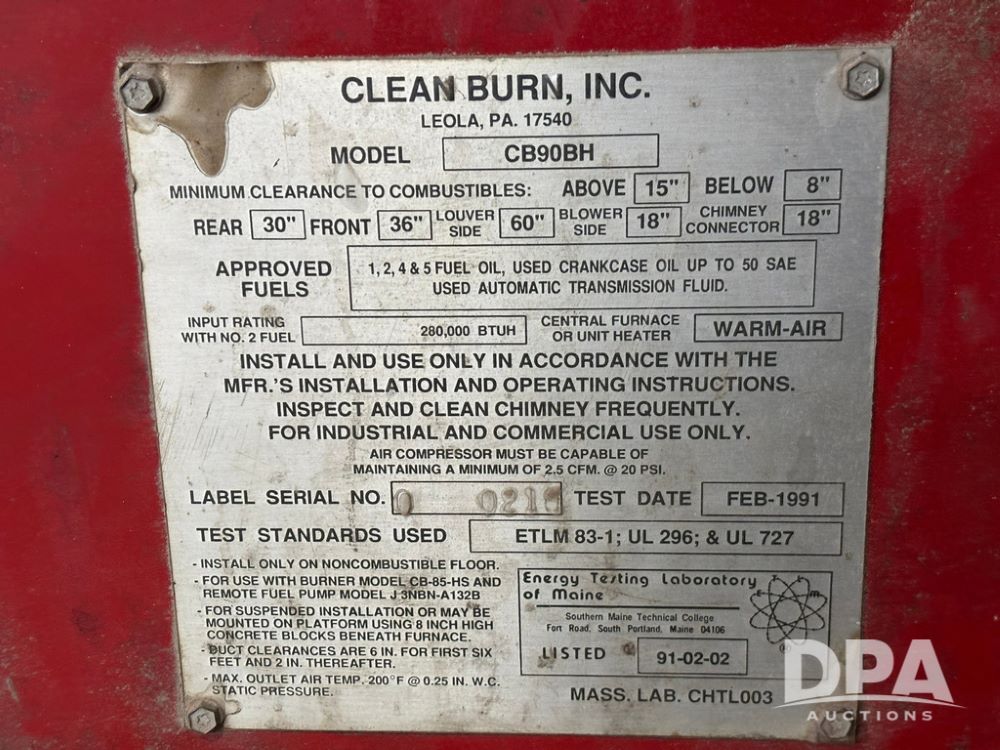 CLEAN BURN, INC.
LEOLA, PA. 17540
MODEL CB90BH
MINIMUM CLEARANCE TO COMBUSTIBLES: ABOVE 15" BELOW 8"
REAR 30" FRONT 36" LOUVER SIDE 60" BLOWER SIDE 18" CHIMNEY CONNECTOR 18"
APPROVED FUELS
1, 2, 4 & 5 FUEL OIL, USED CRANKCASE OIL UP TO 50 SAE
USED AUTOMATIC TRANSMISSION FLUID.
INPUT RATING
WITH NO. 2 FUEL
280,000 BTUH
CENTRAL FURNACE
OR UNIT HEATER
WARM-AIR
INSTALL AND USE ONLY IN ACCORDANCE WITH THE
MFR.'S INSTALLATION AND OPERATING INSTRUCTIONS.
INSPECT AND CLEAN CHIMNEY FREQUENTLY.
FOR INDUSTRIAL AND COMMERCIAL USE ONLY.
AIR COMPRESSOR MUST BE CAPABLE OF
MAINTAINING A MINIMUM OF 2.5 CFM. @ 20 PSI.
LABEL SERIAL NO. TEST DATE FEB-1991
TEST STANDARDS USED ETLM 83-1; UL 296; & UL 727
- INSTALL ONLY ON NONCOMBUSTIBLE FLOOR.
- FOR USE WITH BURNER MODEL CB-85-HS AND
REMOTE FUEL PUMP MODEL J 3NBN-A132B
- FOR SUSPENDED INSTALLATION OR MAY BE
MOUNTED ON PLATFORM USING 8 INCH HIGH
CONCRETE BLOCKS BENEATH FURNACE.
- DUCT CLEARANCES ARE 6 IN. FOR FIRST SIX
FEET AND 2 IN. THEREAFTER.
- MAX. OUTLET AIR TEMP. 200°F @ 0.25 IN. W.C.
STATIC PRESSURE.
Energy Testing Laboratory
of Maine
Southern Maine Technical College
Fort Road, South Portland, Maine 04106
LISTED 91-02-02
MASS. LAB. CHTL003
DPA
AUCTIONS